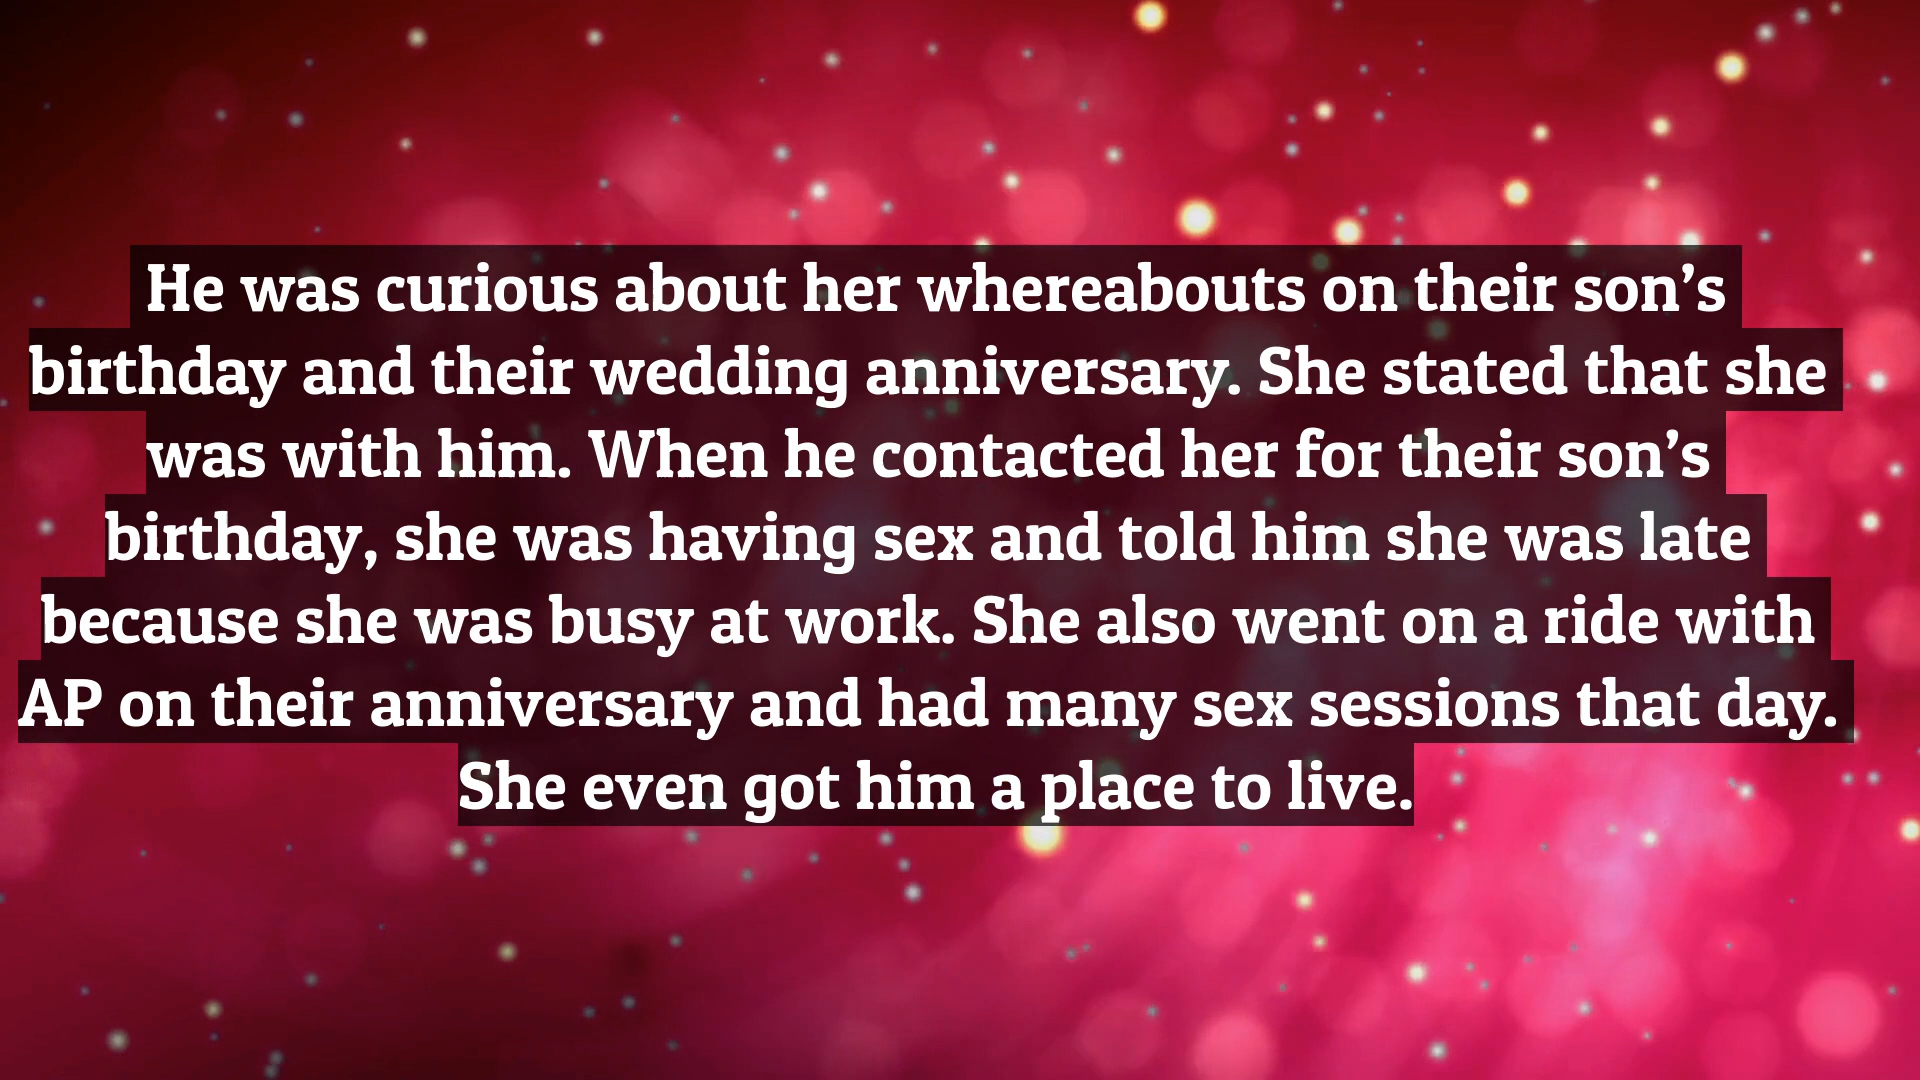 He was curious about her whereabouts on their son’s
birthday and their wedding anniversary. She stated that she
was with him. When he contacted her for their son’s
birthday, she was having sex and told him she was late
because she was busy at work. She also went on a ride with
AP on their anniversary and had many sex sessions that day.
She even got him a place to live.